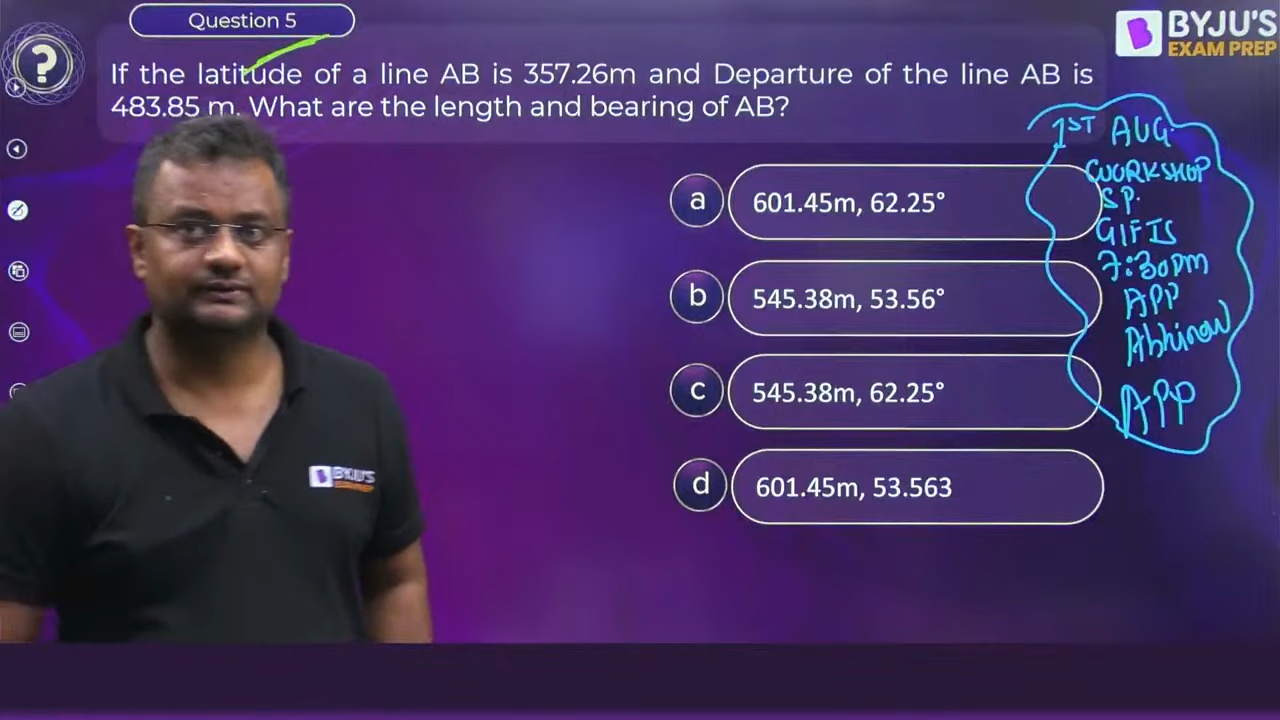 Question 5
BYJU'S
EXAM PREP
?
If the latitude of a line AB is 357.26m and Departure of the line AB is
483.85 m. What are the length and bearing of AB?
1ST AUG.
WORKSHOP
SP.
GIFTS
7:30pm
APP
Abhinav
APP
a 601.45m, 62.25°
b 545.38m, 53.56°
c 545.38m, 62.25°
d 601.45m, 53.563
BYJU'S
EXAM PREP